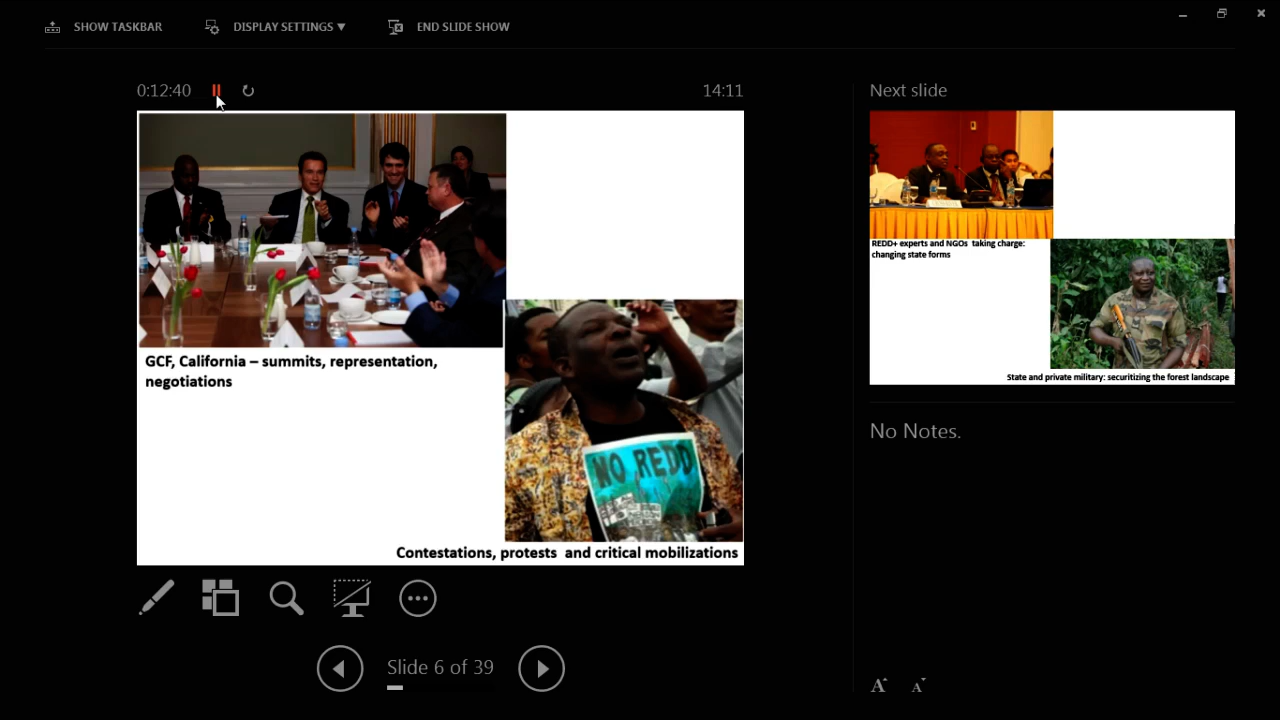 SHOW TASKBAR
DISPLAY SETTINGS ▼
END SLIDE SHOW
0:12:40
14:11
Next slide
GCF, California – summits, representation,
negotiations
NO REDD
Contestations, protests and critical mobilizations
REDD+ experts and NGOs taking charge:
changing state forms
State and private military: securitizing the forest landscape
No Notes.
Slide 6 of 39
A A